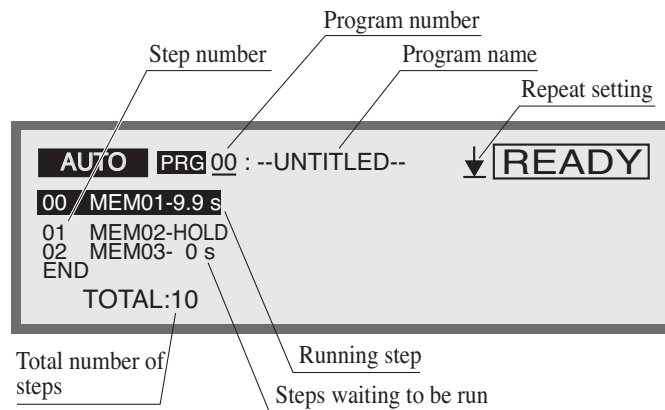 Program number
Step number
Program name
Repeat setting
AUTO PRG 00 : --UNTITLED-- READY
00 MEM01-9.9 s
01 MEM02-HOLD
02 MEM03- 0 s
END
TOTAL:10
Total number of
steps
Running step
Steps waiting to be run